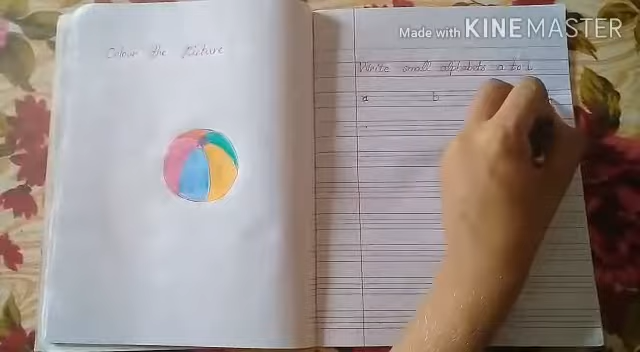 Made with KINEMASTER
Colour the Picture
Write small alphabets a to
a b